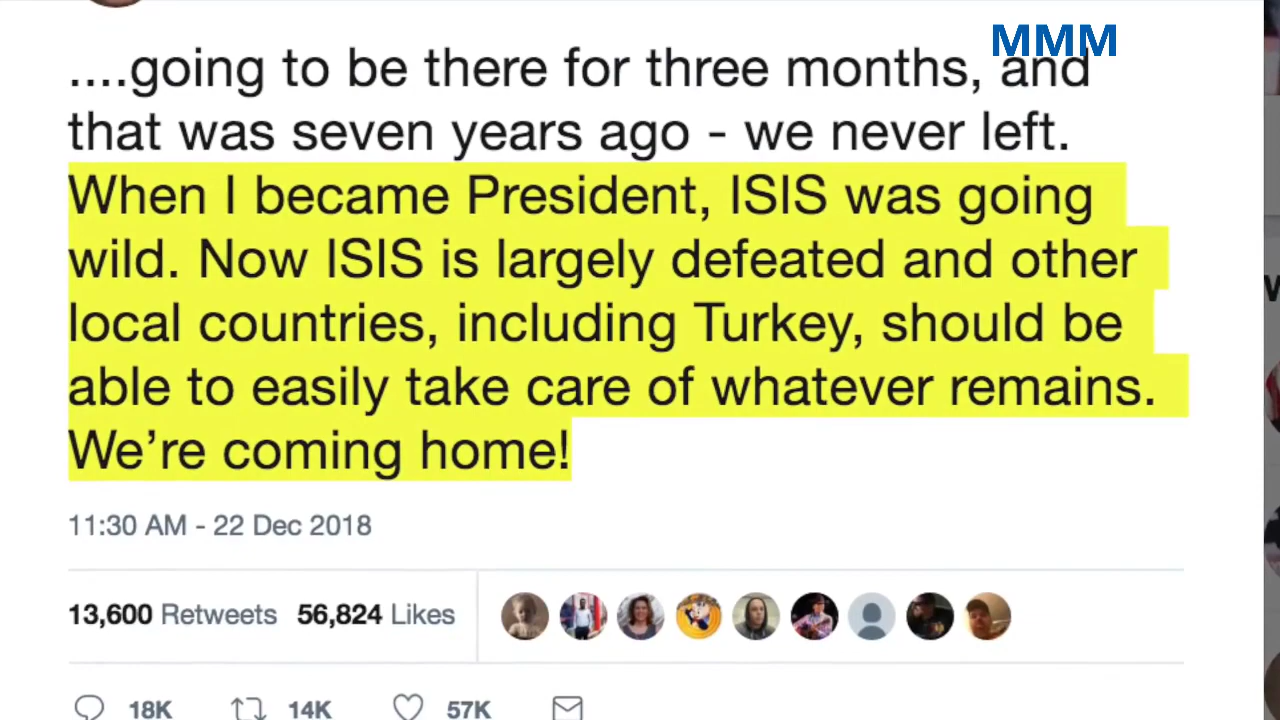 MMM
....going to be there for three months, and
that was seven years ago - we never left.
When I became President, ISIS was going
wild. Now ISIS is largely defeated and other
local countries, including Turkey, should be
able to easily take care of whatever remains.
We’re coming home!
11:30 AM - 22 Dec 2018
13,600 Retweets 56,824 Likes
18K 14K 57K